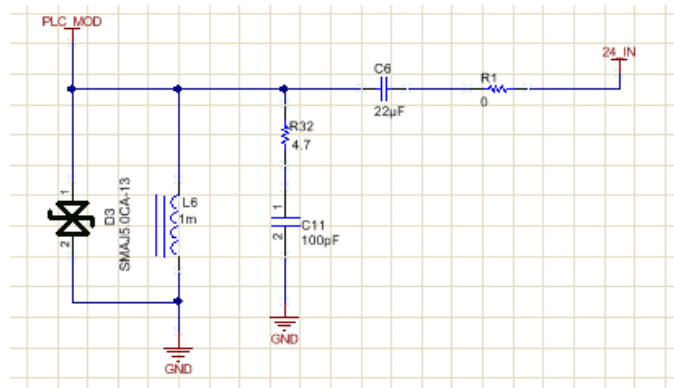 PLC_MOD
24_IN
C6
22µF
R1
0
R32
4.7
1
2
D3
SMAJ5.0CA-13
L6
1m
1
2
C11
100pF
GND
GND